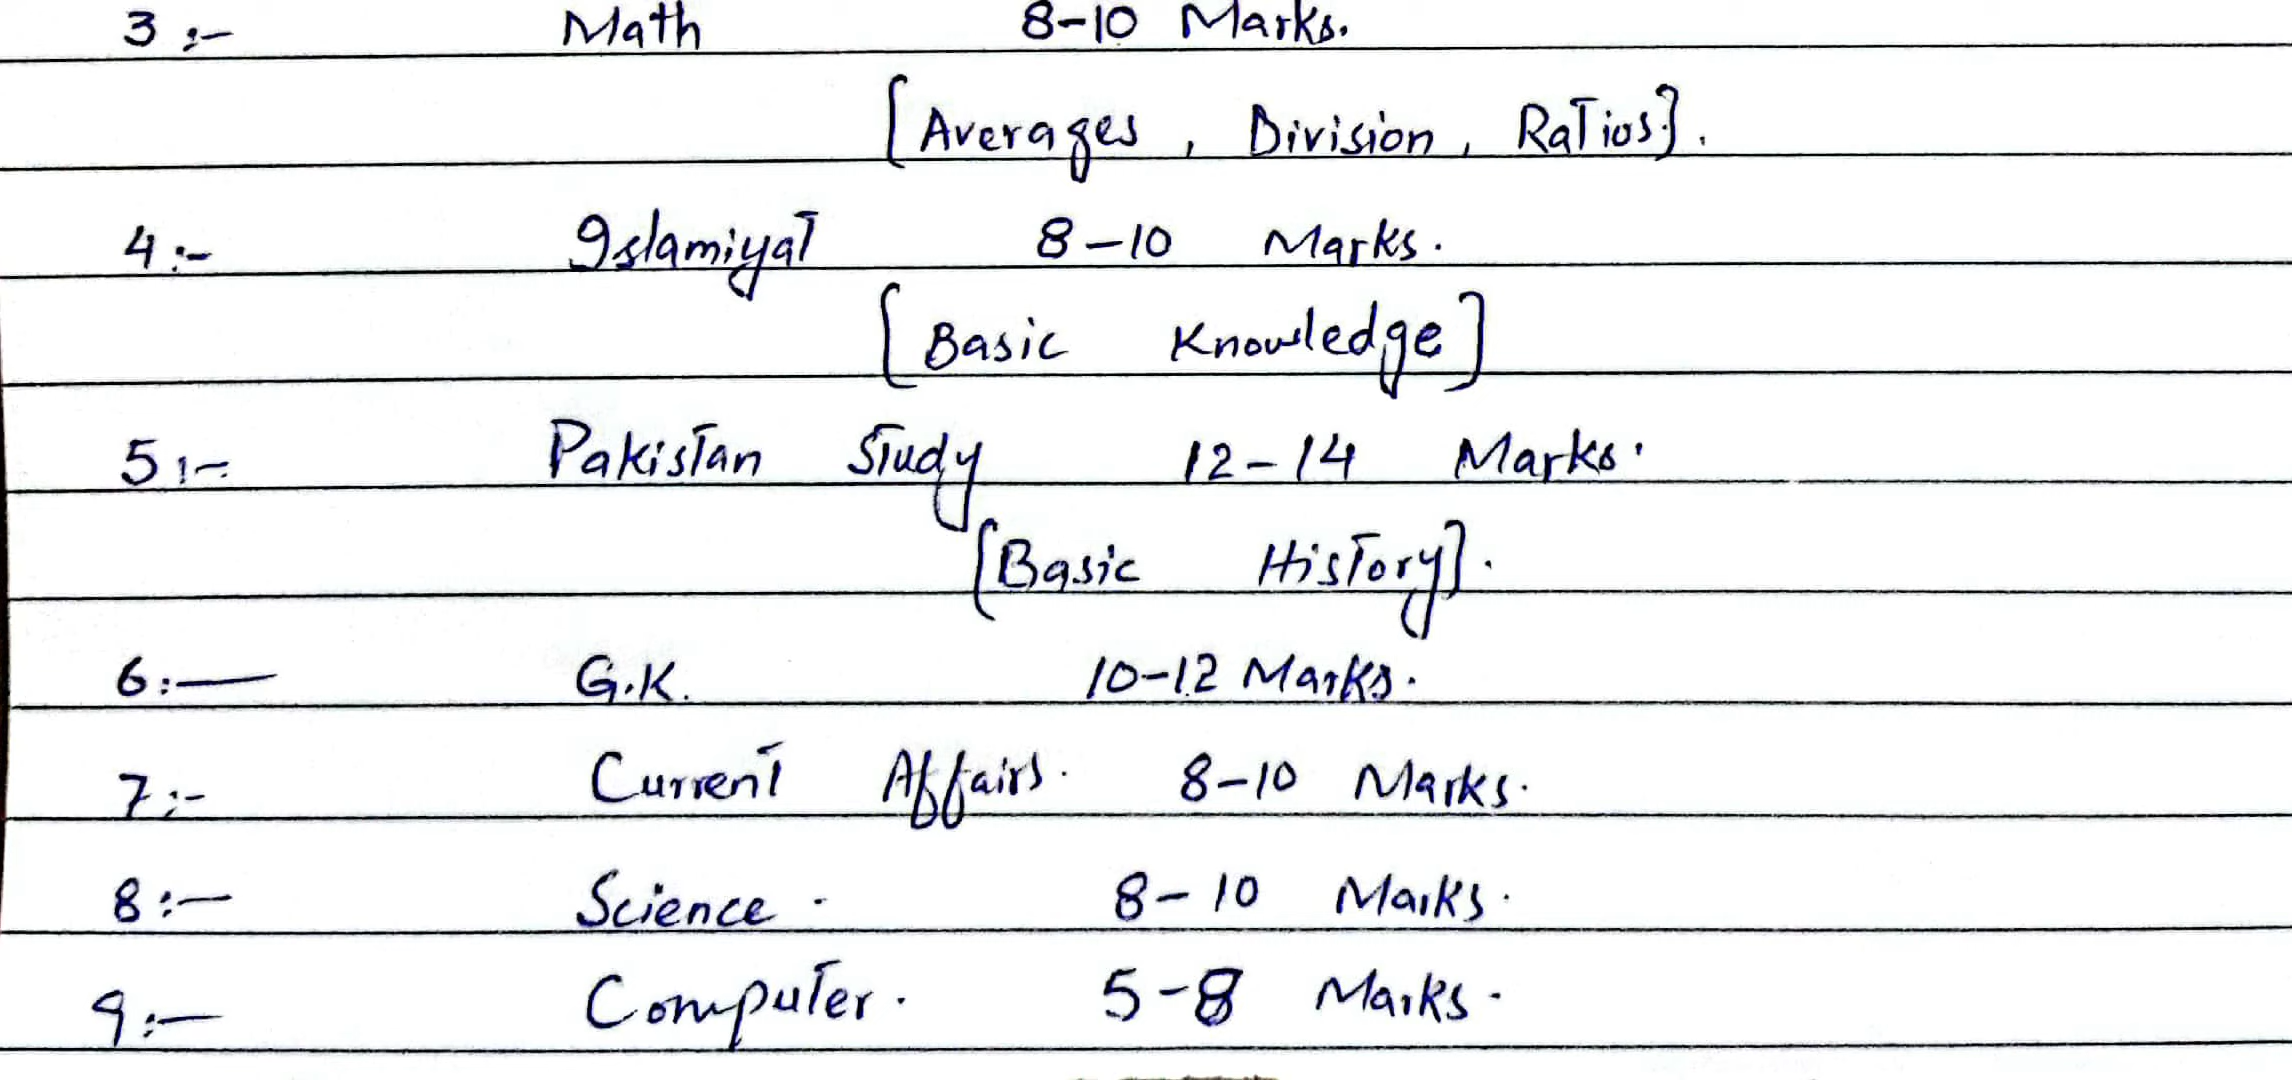 3 :- Math 8-10 Marks.
[Averages, Division, Ratios].
4 :- Islamiyat 8-10 Marks.
[Basic Knowledge]
5 :- Pakistan Study 12-14 Marks.
[Basic History].
6 :- G.K. 10-12 Marks.
7 :- Current Affairs. 8-10 Marks.
8 :- Science. 8-10 Marks.
9 :- Computer. 5-8 Marks.